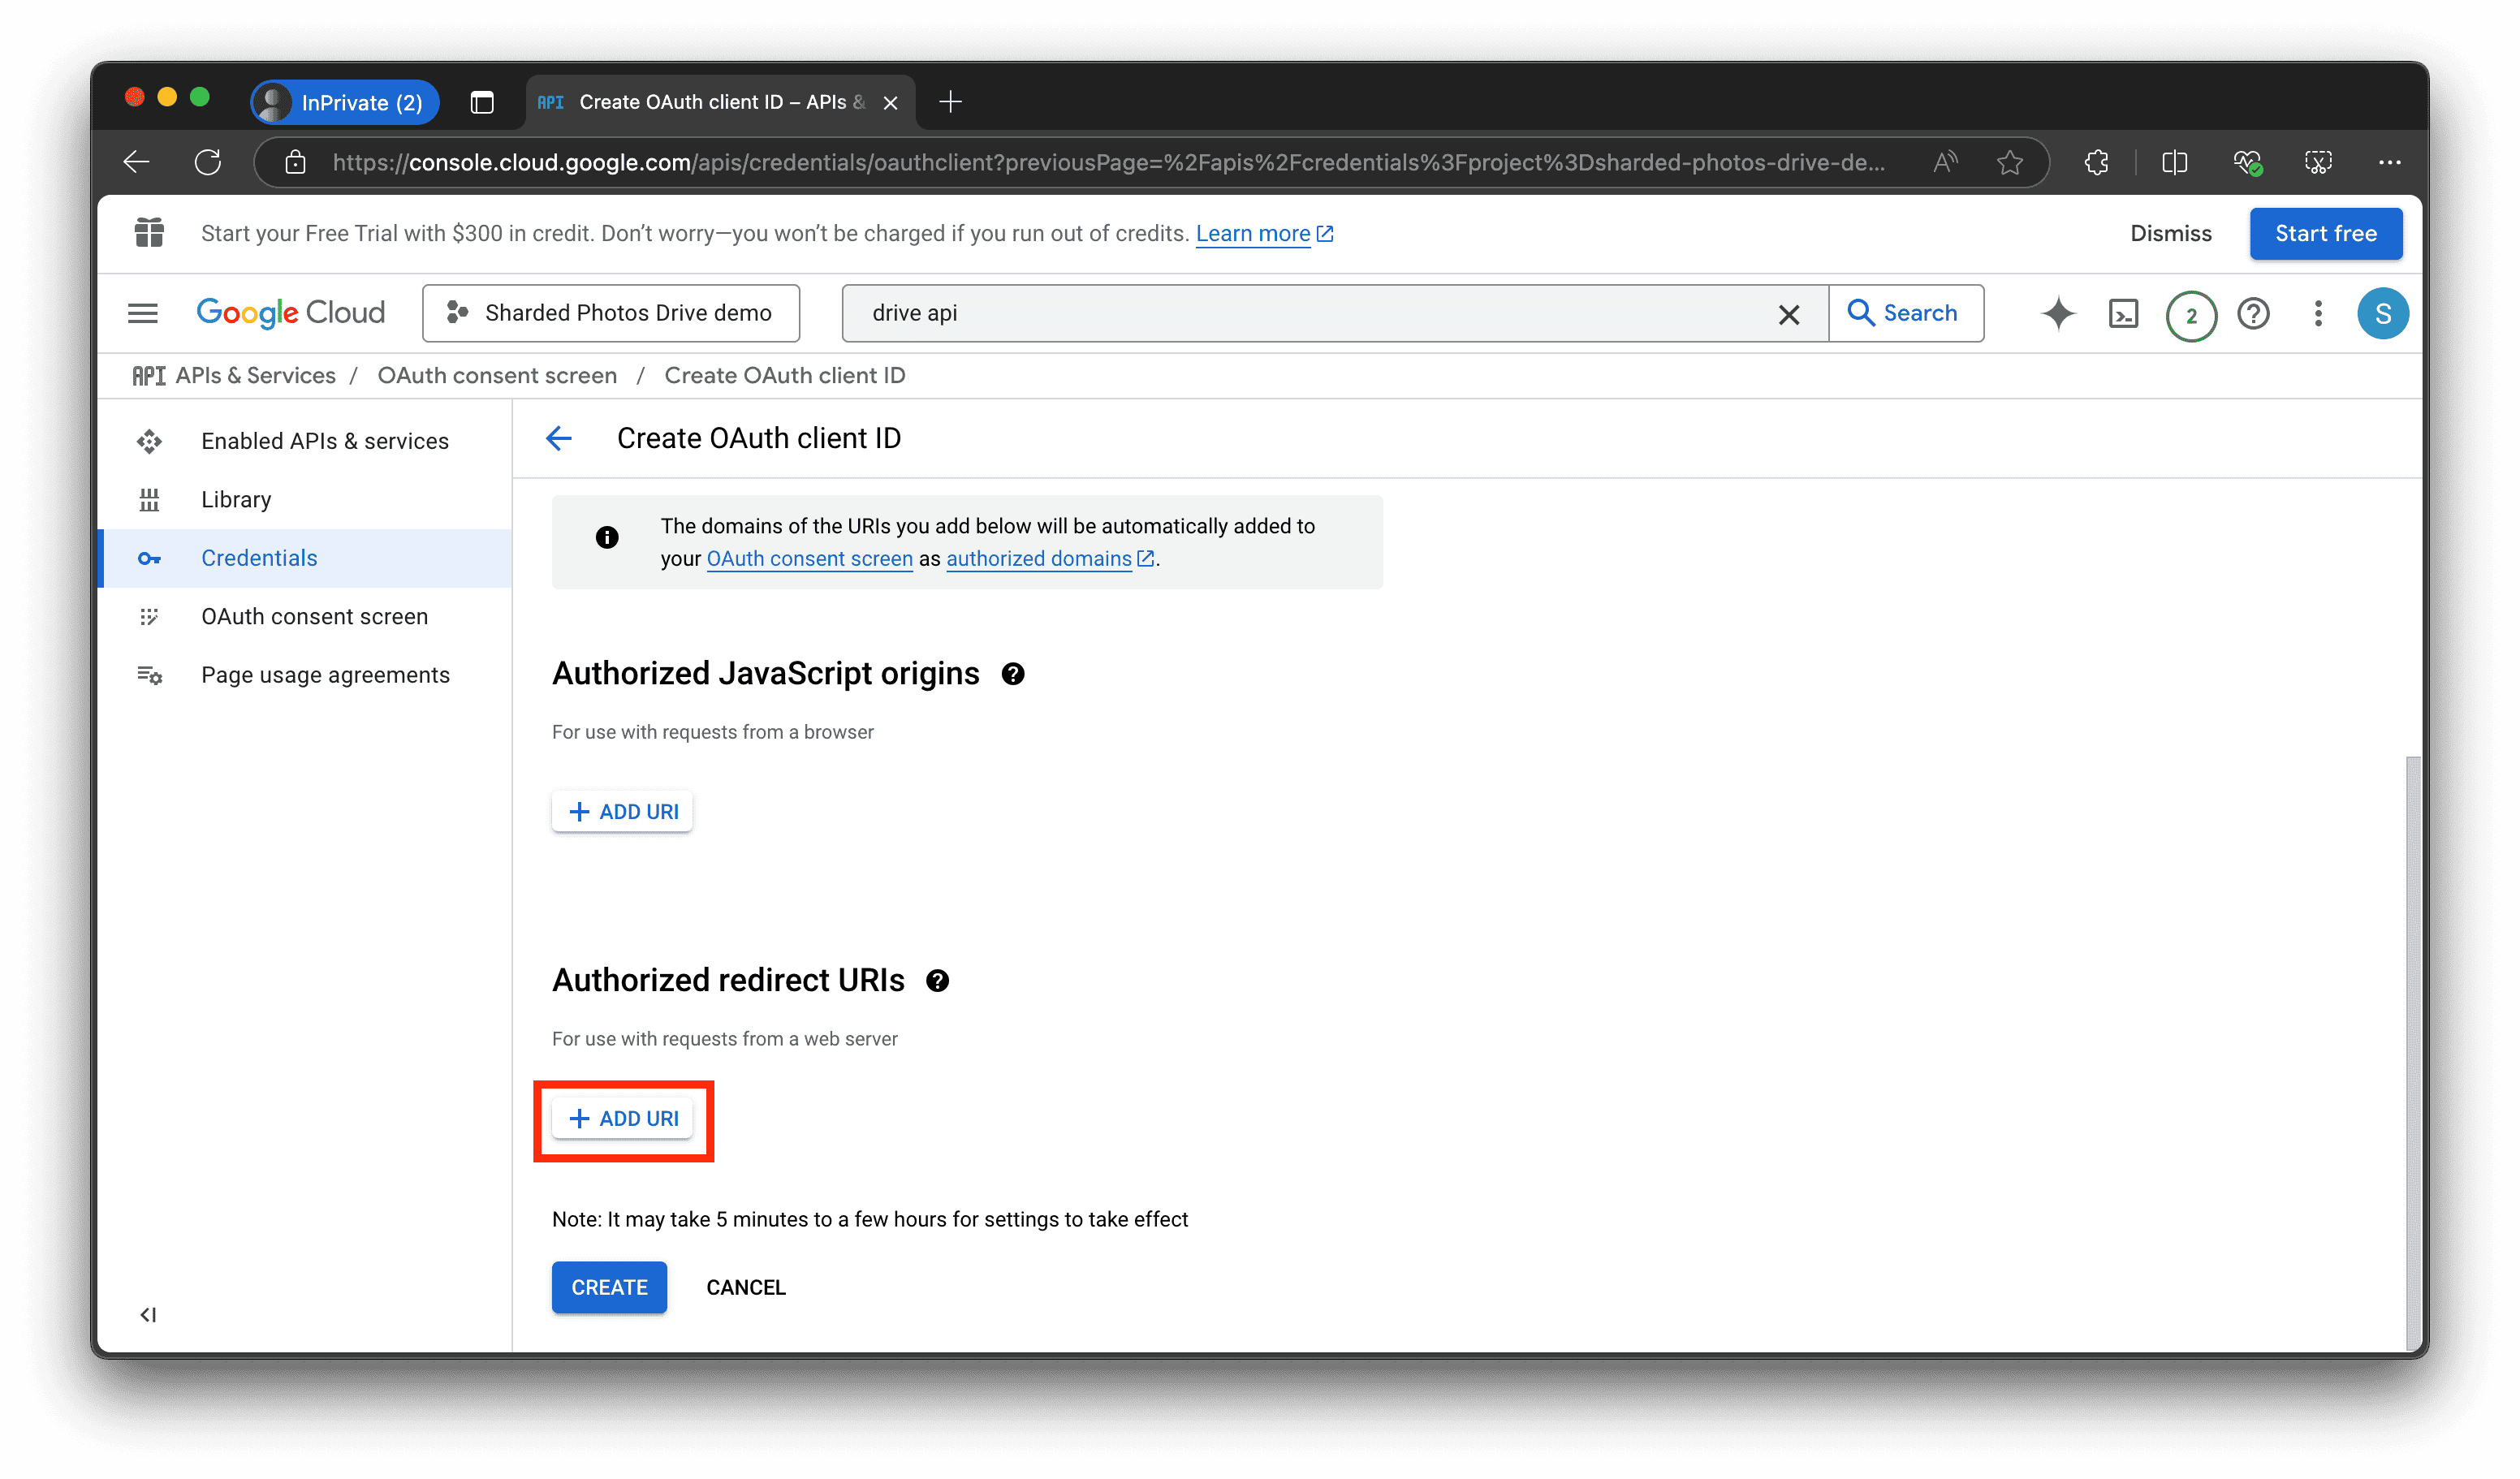 InPrivate (2)
API Create OAuth client ID – APIs &
https://console.cloud.google.com/apis/credentials/oauthclient?previousPage=%2Fapis%2Fcredentials%3Fproject%3Dsharded-photos-drive-de...
Start your Free Trial with $300 in credit. Don’t worry—you won’t be charged if you run out of credits. Learn more
Dismiss
Start free
Google Cloud
Sharded Photos Drive demo
drive api
Search
2
S
API APIs & Services / OAuth consent screen / Create OAuth client ID
Enabled APIs & services
Library
Credentials
OAuth consent screen
Page usage agreements
Create OAuth client ID
The domains of the URIs you add below will be automatically added to
your OAuth consent screen as authorized domains.
Authorized JavaScript origins
For use with requests from a browser
ADD URI
Authorized redirect URIs
For use with requests from a web server
ADD URI
Note: It may take 5 minutes to a few hours for settings to take effect
CREATE
CANCEL